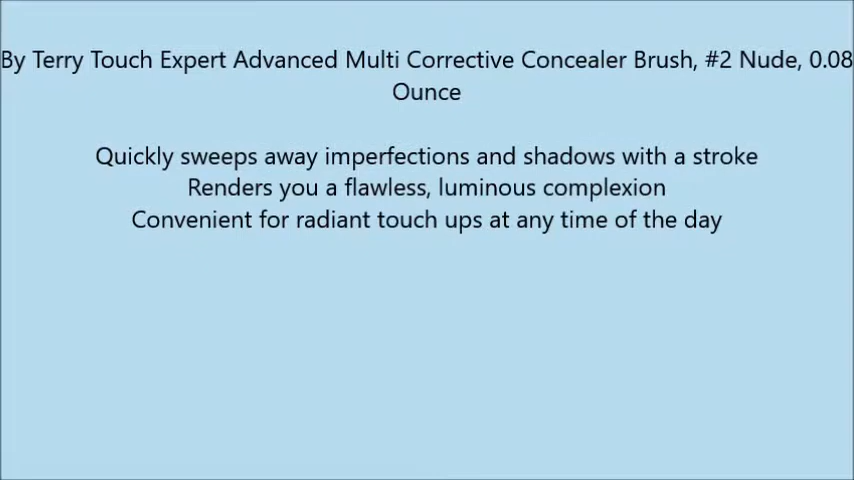 By Terry Touch Expert Advanced Multi Corrective Concealer Brush, #2 Nude, 0.08
Ounce
Quickly sweeps away imperfections and shadows with a stroke
Renders you a flawless, luminous complexion
Convenient for radiant touch ups at any time of the day